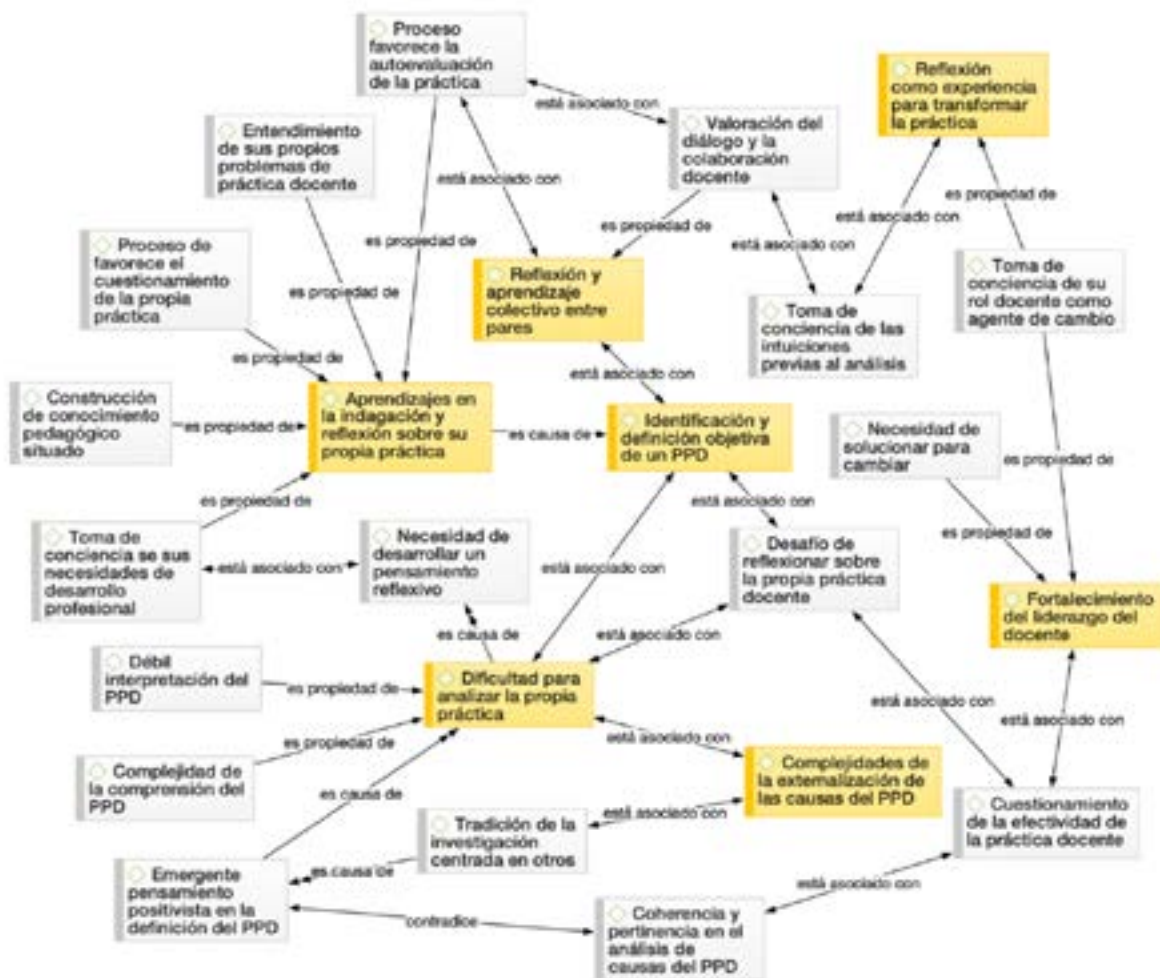 Proceso
favorece la
autoevaluación
de la práctica
Reflexión
como experiencia
para transformar
la práctica
está asociado con
Entendimiento
de sus propios
problemas de
práctica docente
Valoración del
diálogo y la
colaboración
docente
está asociado con
es propiedad de
está asociado con
es propiedad de
es propiedad de
está asociado con
Proceso de
favorece el
cuestionamiento
de la propia
práctica
Reflexión y
aprendizaje
colectivo entre
pares
Toma de
conciencia de su
rol docente como
agente de cambio
es propiedad de
Toma de
conciencia de las
intuiciones
previas al análisis
es propiedad de
está asociado con
Construcción
de conocimiento
pedagógico
situado
es propiedad de
Aprendizajes en
la indagación y
reflexión sobre su
propia práctica
es causa de
Identificación y
definición objetiva
de un PPD
Necesidad de
solucionar para
cambiar
es propiedad de
es propiedad de
está asociado con
Toma de
conciencia se sus
necesidades de
desarrollo
profesional
está asociado con
Necesidad de
desarrollar un
pensamiento
reflexivo
está asociado con
Desafío de
reflexionar sobre
la propia práctica
docente
es propiedad de
Fortalecimiento
del liderazgo del
docente
es causa de
está asociado con
Débil
interpretación del
PPD
es propiedad de
Dificultad para
analizar la propia
práctica
está asociado con
está asociado con
es propiedad de
está asociado con
Complejidad de
la comprensión del
PPD
Complejidades de
la externalización de
las causas del PPD
es causa de
está asociado con
Tradición de la
investigación
centrada en otros
Cuestionamiento
de la efectividad de
la práctica docente
Emergente
pensamiento
positivista en la
definición del PPD
es causa de
está asociado con
contradice
Coherencia y
pertinencia en el
análisis de
causas del PPD